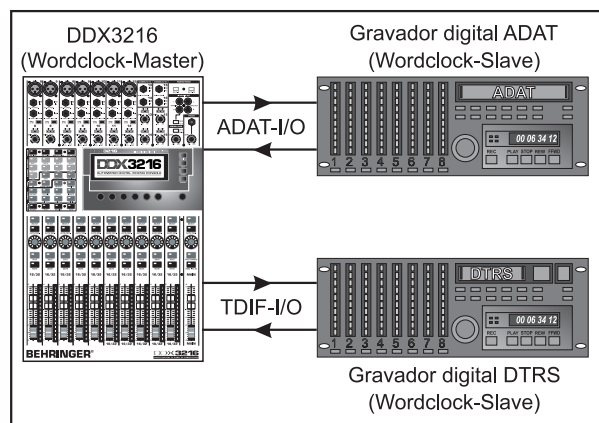 DDX3216
(Wordclock-Master)
Gravador digital ADAT
(Wordclock-Slave)
ADAT
ADAT-I/O
00 06 34 12
REC PLAY STOP REW FFWD
1 2 3 4 5 6 7 8
DDX3216
DTRS
TDIF-I/O
00 06 34 12
REC PLAY STOP REW FFWD
1 2 3 4 5 6 7 8
BEHRINGER
DDX3216
Gravador digital DTRS
(Wordclock-Slave)